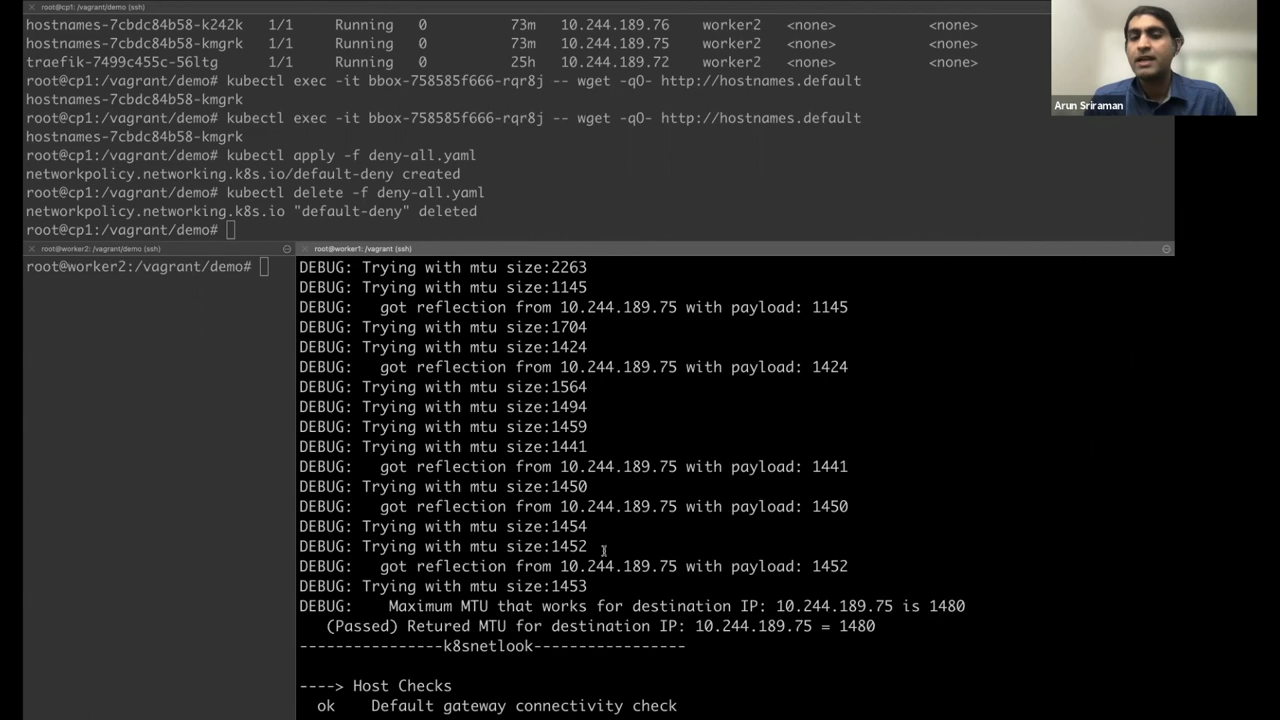 root@cp1: /vagrant/demo (ssh)
hostnames-7cbdc84b58-k242k 1/1 Running 0 73m 10.244.189.76 worker2 <none> <none>
hostnames-7cbdc84b58-kmgrk 1/1 Running 0 73m 10.244.189.75 worker2 <none> <none>
traefik-7499c455c-56ltg 1/1 Running 0 25h 10.244.189.72 worker2 <none> <none>
root@cp1:/vagrant/demo# kubectl exec -it bbox-758585f666-rqr8j -- wget -qO- http://hostnames.default
hostnames-7cbdc84b58-kmgrk
root@cp1:/vagrant/demo# kubectl exec -it bbox-758585f666-rqr8j -- wget -qO- http://hostnames.default
hostnames-7cbdc84b58-kmgrk
root@cp1:/vagrant/demo# kubectl apply -f deny-all.yaml
networkpolicy.networking.k8s.io/default-deny created
root@cp1:/vagrant/demo# kubectl delete -f deny-all.yaml
networkpolicy.networking.k8s.io "default-deny" deleted
root@cp1:/vagrant/demo#
Arun Sriraman
root@worker2: /vagrant/demo (ssh)
root@worker2:/vagrant/demo#
root@worker1: /vagrant (ssh)
DEBUG: Trying with mtu size:2263
DEBUG: Trying with mtu size:1145
DEBUG: got reflection from 10.244.189.75 with payload: 1145
DEBUG: Trying with mtu size:1704
DEBUG: Trying with mtu size:1424
DEBUG: got reflection from 10.244.189.75 with payload: 1424
DEBUG: Trying with mtu size:1564
DEBUG: Trying with mtu size:1494
DEBUG: Trying with mtu size:1459
DEBUG: Trying with mtu size:1441
DEBUG: got reflection from 10.244.189.75 with payload: 1441
DEBUG: Trying with mtu size:1450
DEBUG: got reflection from 10.244.189.75 with payload: 1450
DEBUG: Trying with mtu size:1454
DEBUG: Trying with mtu size:1452
DEBUG: got reflection from 10.244.189.75 with payload: 1452
DEBUG: Trying with mtu size:1453
DEBUG: Maximum MTU that works for destination IP: 10.244.189.75 is 1480
(Passed) Retured MTU for destination IP: 10.244.189.75 = 1480
----------------k8snetlook-----------------
----> Host Checks
ok Default gateway connectivity check